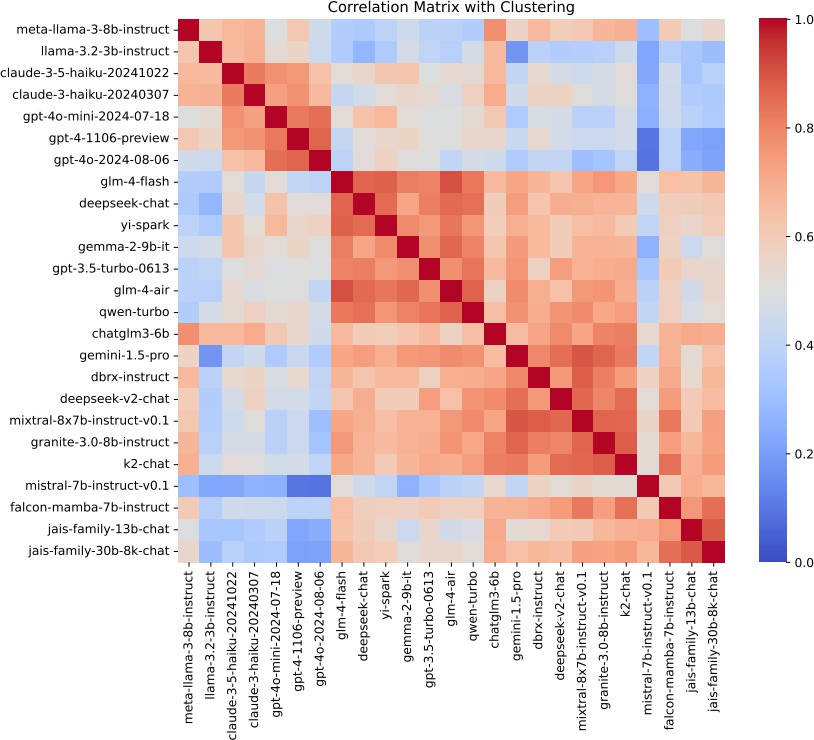 Correlation Matrix with Clustering
meta-llama-3-8b-instruct
llama-3.2-3b-instruct
claude-3-5-haiku-20241022
claude-3-haiku-20240307
gpt-4o-mini-2024-07-18
gpt-4-1106-preview
gpt-4o-2024-08-06
glm-4-flash
deepseek-chat
yi-spark
gemma-2-9b-it
gpt-3.5-turbo-0613
glm-4-air
qwen-turbo
chatglm3-6b
gemini-1.5-pro
dbrx-instruct
deepseek-v2-chat
mixtral-8x7b-instruct-v0.1
granite-3.0-8b-instruct
k2-chat
mistral-7b-instruct-v0.1
falcon-mamba-7b-instruct
jais-family-13b-chat
jais-family-30b-8k-chat
meta-llama-3-8b-instruct
llama-3.2-3b-instruct
claude-3-5-haiku-20241022
claude-3-haiku-20240307
gpt-4o-mini-2024-07-18
gpt-4-1106-preview
gpt-4o-2024-08-06
glm-4-flash
deepseek-chat
yi-spark
gemma-2-9b-it
gpt-3.5-turbo-0613
glm-4-air
qwen-turbo
chatglm3-6b
gemini-1.5-pro
dbrx-instruct
deepseek-v2-chat
mixtral-8x7b-instruct-v0.1
granite-3.0-8b-instruct
k2-chat
mistral-7b-instruct-v0.1
falcon-mamba-7b-instruct
jais-family-13b-chat
jais-family-30b-8k-chat
1.0
0.8
0.6
0.4
0.2
0.0